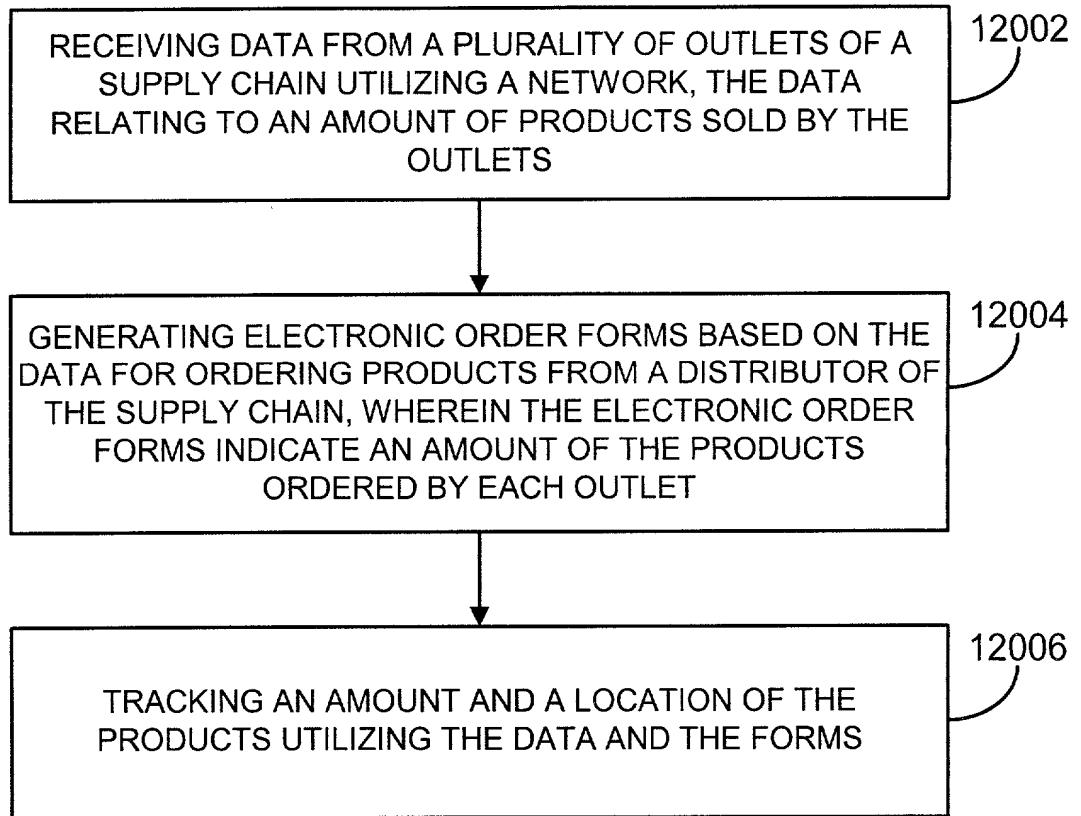 RECEIVING DATA FROM A PLURALITY OF OUTLETS OF A
SUPPLY CHAIN UTILIZING A NETWORK, THE DATA
RELATING TO AN AMOUNT OF PRODUCTS SOLD BY THE
OUTLETS
12002
GENERATING ELECTRONIC ORDER FORMS BASED ON THE
DATA FOR ORDERING PRODUCTS FROM A DISTRIBUTOR OF
THE SUPPLY CHAIN, WHEREIN THE ELECTRONIC ORDER
FORMS INDICATE AN AMOUNT OF THE PRODUCTS
ORDERED BY EACH OUTLET
12004
TRACKING AN AMOUNT AND A LOCATION OF THE
PRODUCTS UTILIZING THE DATA AND THE FORMS
12006